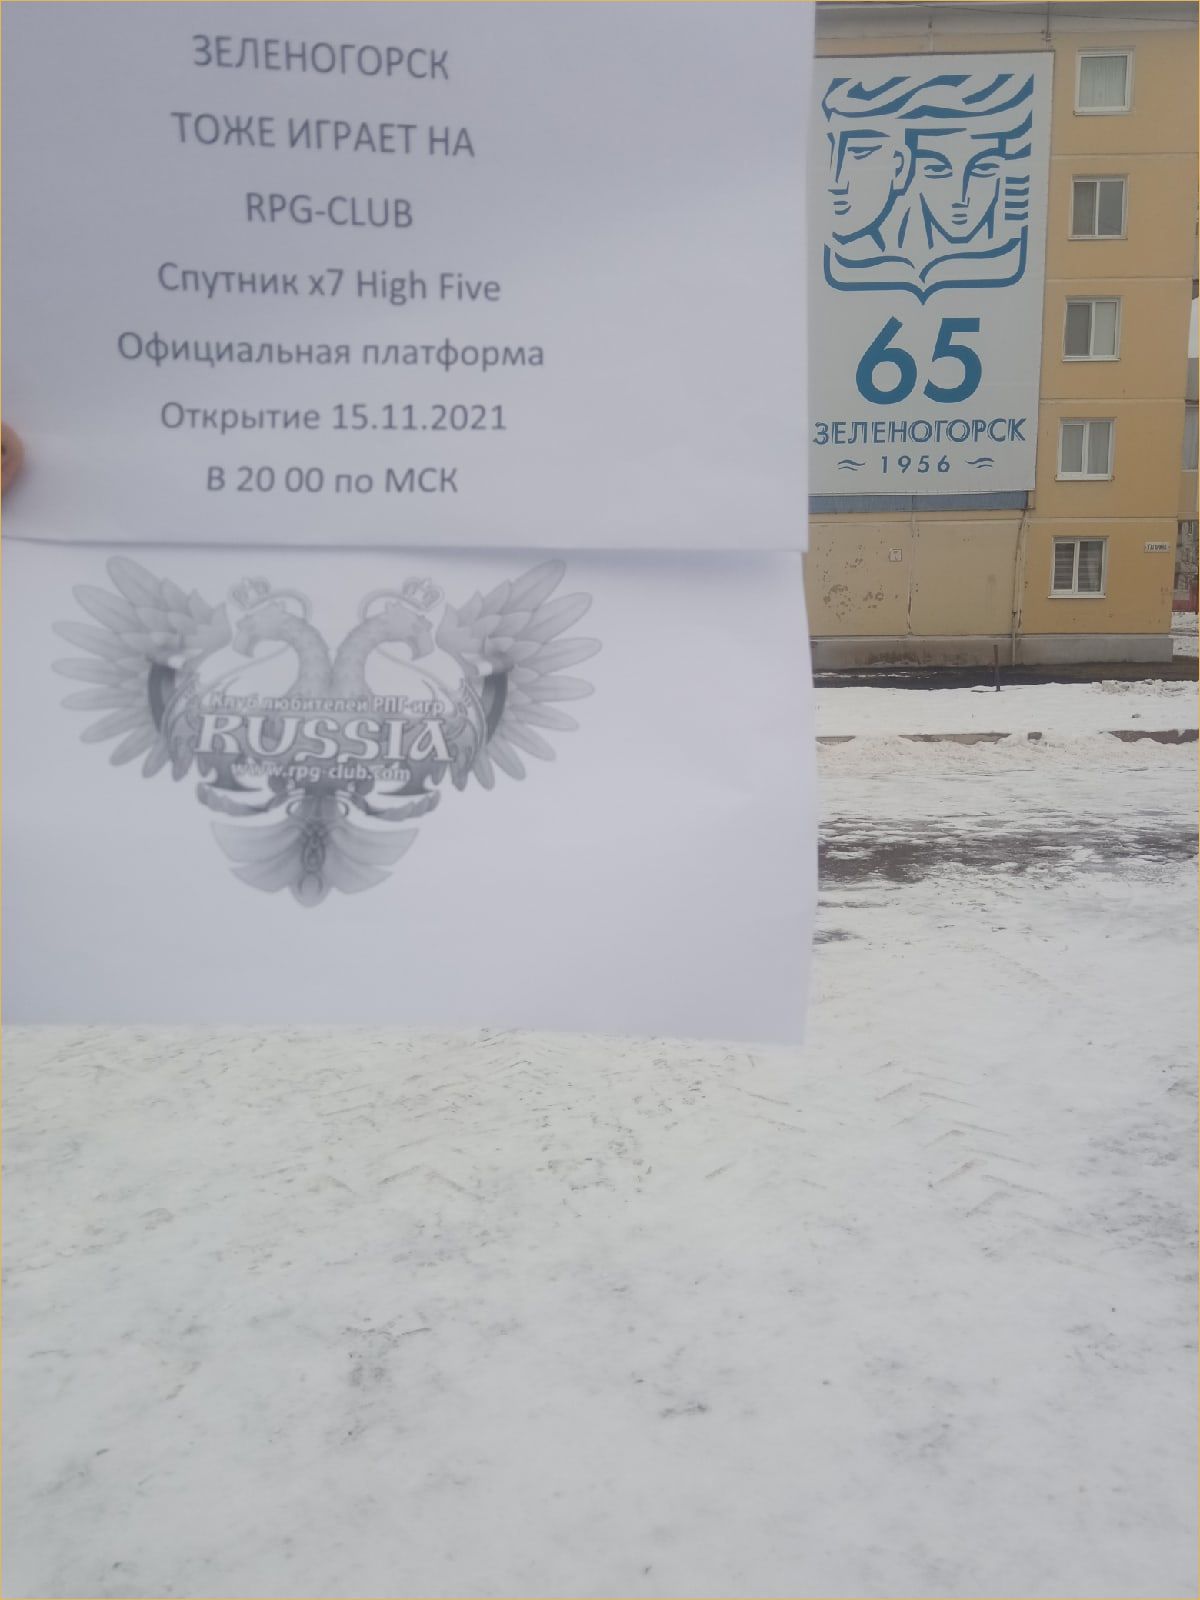 ЗЕЛЕНОГОРСК
ТОЖЕ ИГРАЕТ НА
RPG-CLUB
Спутник x7 High Five
Официальная платформа
Открытие 15.11.2021
В 20 00 по МСК
Клуб любителей РПГ-игр
RUSSIA
www.rpg-club.com
65
ЗЕЛЕНОГОРСК
1956